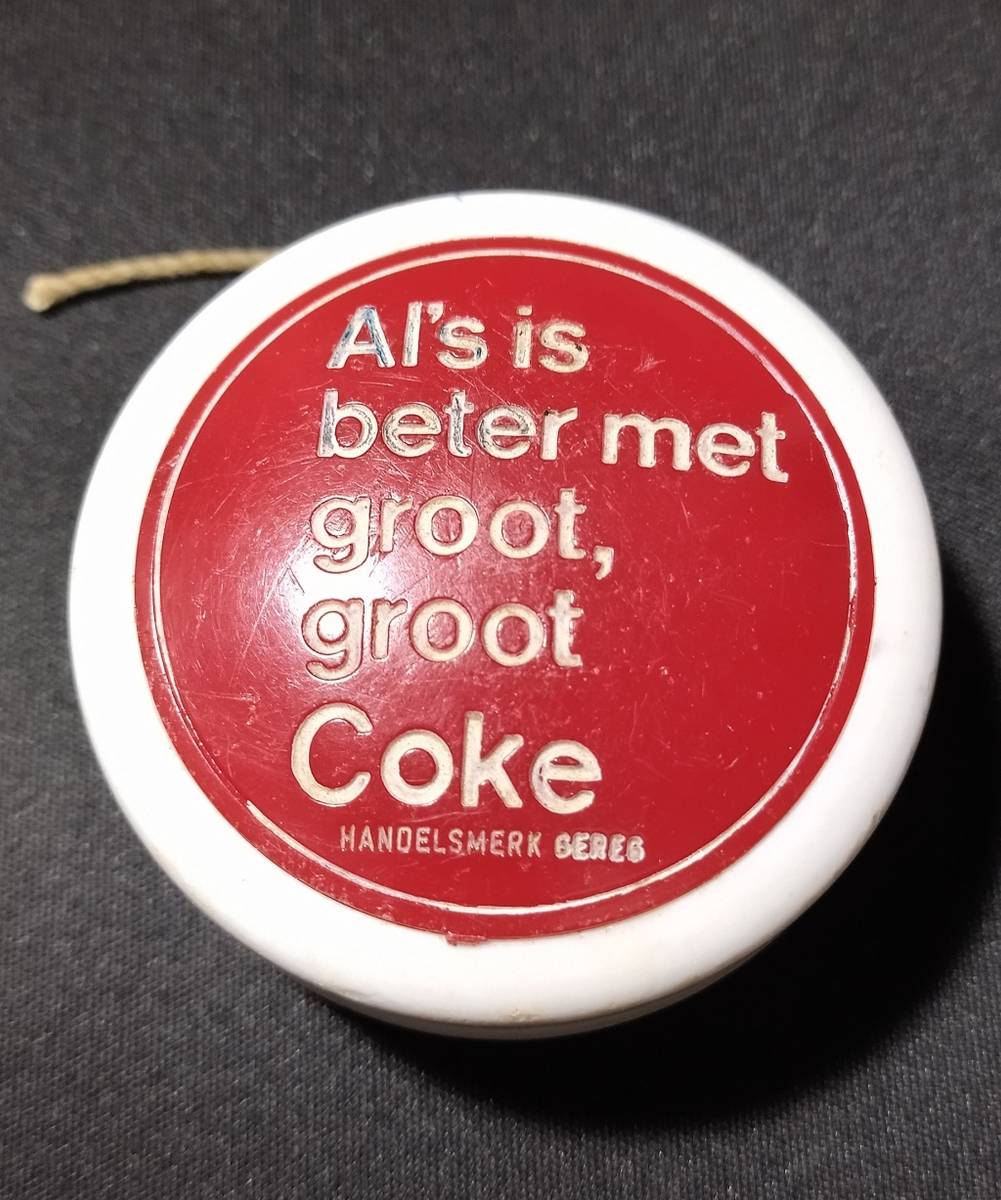 Al's is
beter met
groot,
groot
Coke
HANDELSMERK GEREG